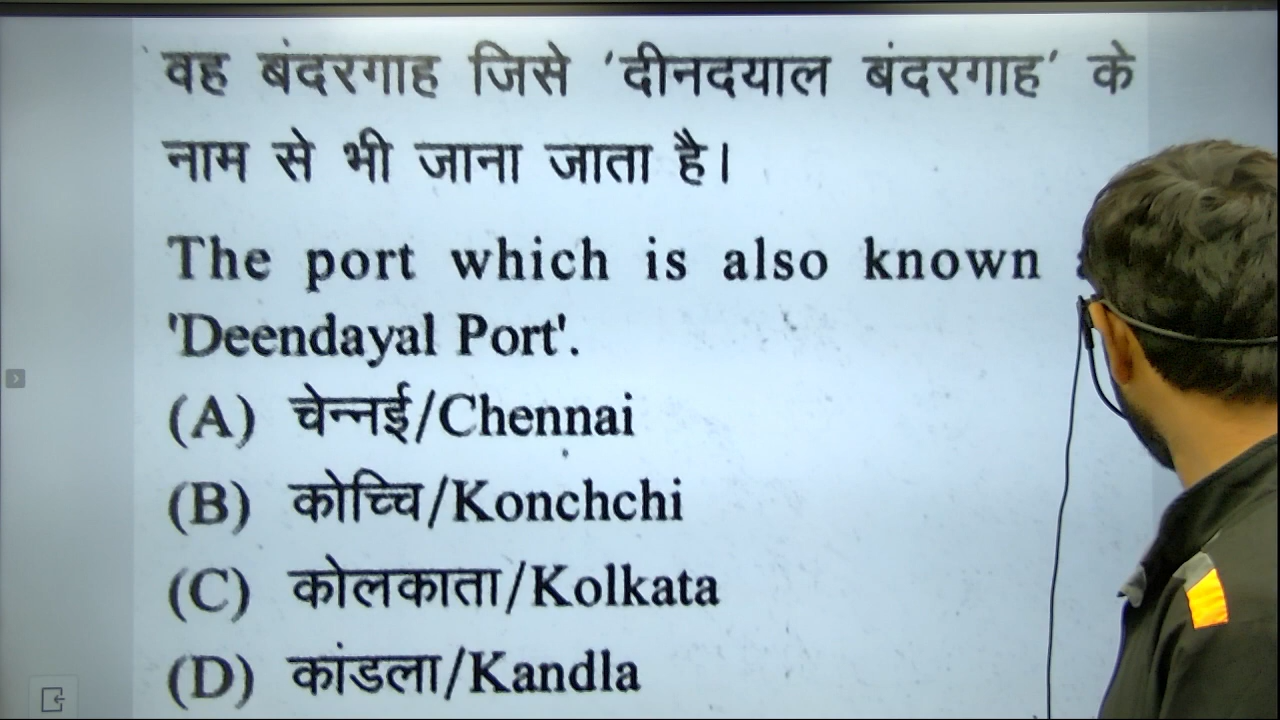 वह बंदरगाह जिसे 'दीनदयाल बंदरगाह' के
नाम से भी जाना जाता है।
The port which is also known
'Deendayal Port'.
(A) चेन्नई/Chennai
(B) कोच्चि/Konchchi
(C) कोलकाता/Kolkata
(D) कांडला/Kandla